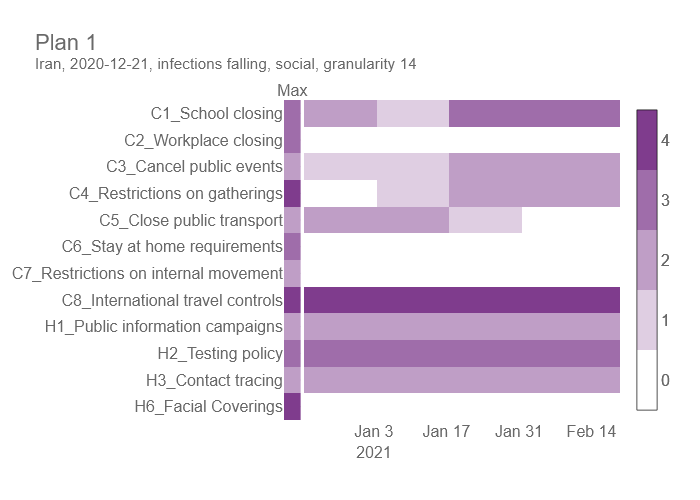 Plan 1
Iran, 2020-12-21, infections falling, social, granularity 14
Max
C1_School closing
C2_Workplace closing
C3_Cancel public events
C4_Restrictions on gatherings
C5_Close public transport
C6_Stay at home requirements
C7_Restrictions on internal movement
C8_International travel controls
H1_Public information campaigns
H2_Testing policy
H3_Contact tracing
H6_Facial Coverings
4
3
2
1
0
Jan 3 Jan 17 Jan 31 Feb 14
2021